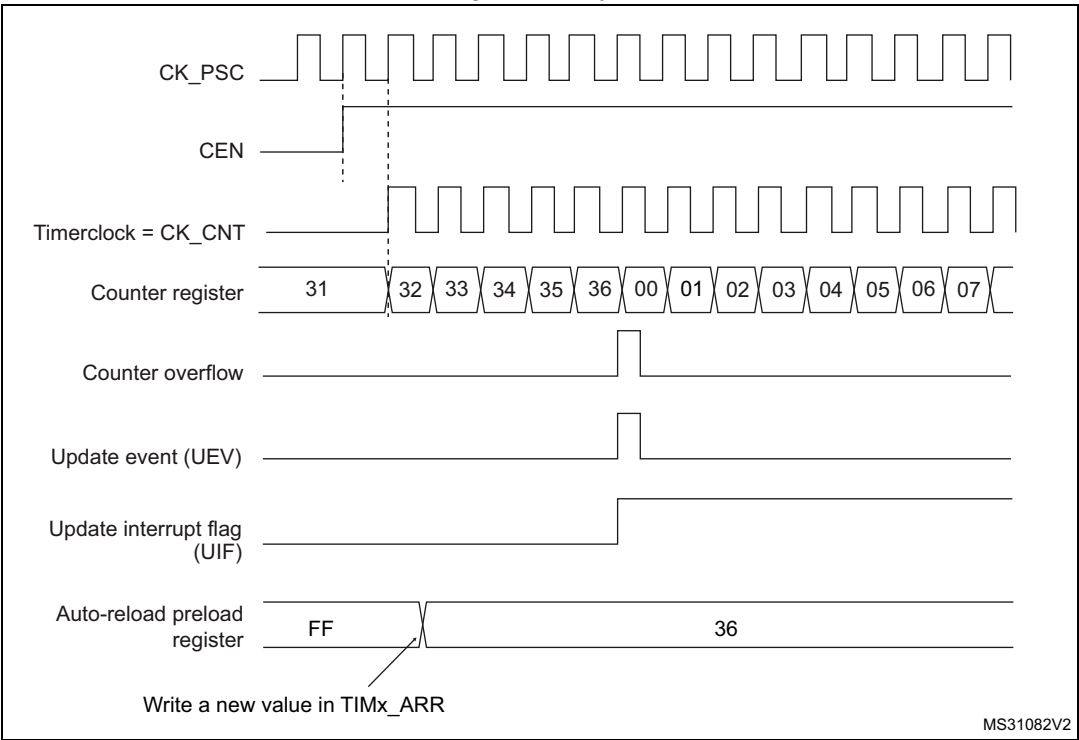 CK_PSC
CEN
Timerclock = CK_CNT
Counter register 31 32 33 34 35 36 00 01 02 03 04 05 06 07
Counter overflow
Update event (UEV)
Update interrupt flag
(UIF)
Auto-reload preload
register
FF 36
Write a new value in TIMx_ARR
MS31082V2